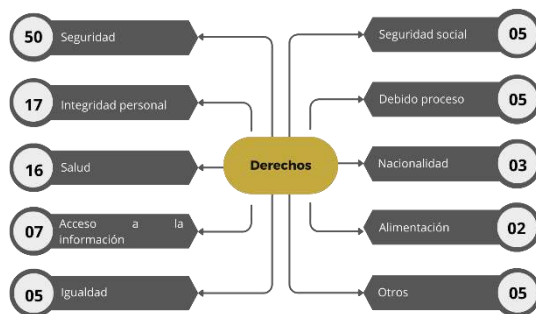 50 Seguridad
17 Integridad personal
16 Salud
07 Acceso a la
información
05 Igualdad
Derechos
Seguridad social 05
Debido proceso 05
Nacionalidad 03
Alimentación 02
Otros 05